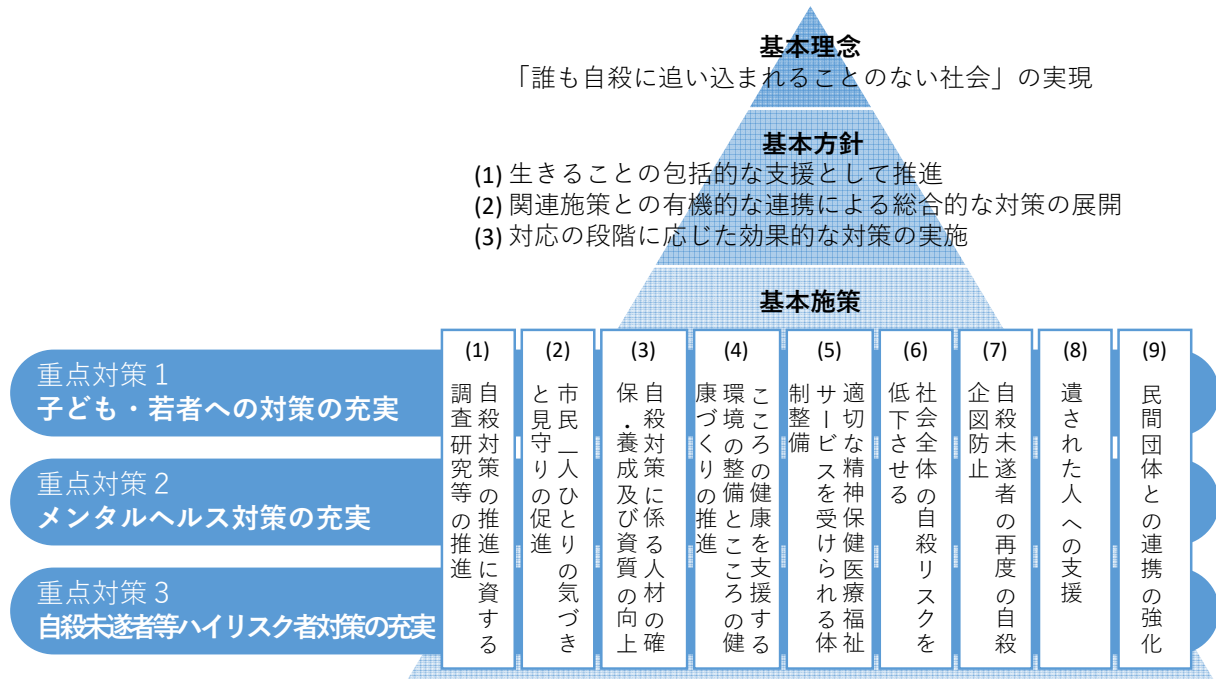 基本理念
「誰も自殺に追い込まれることのない社会」の実現
基本方針
(1) 生きることの包括的な支援として推進
(2) 関連施策との有機的な連携による総合的な対策の展開
(3) 対応の段階に応じた効果的な対策の実施
基本施策
重点対策１
子ども・若者への対策の充実
重点対策２
メンタルヘルス対策の充実
重点対策３
自殺未遂者等ハイリスク者対策の充実
(1)
自殺対策の推進に資する
調査研究等の推進
(2)
市民一人ひとりの気づき
と見守りの促進
(3)
自殺対策に係る人材の確
保・養成及び資質の向上
(4)
こころの健康を支援する
環境の整備とこころの健
康づくりの推進
(5)
適切な精神保健医療福祉
サービスを受けられる体
制整備
(6)
社会全体の自殺リスクを
低下させる
(7)
自殺未遂者の再度の自殺
企図防止
(8)
遺された人への支援
(9)
民間団体との連携の強化